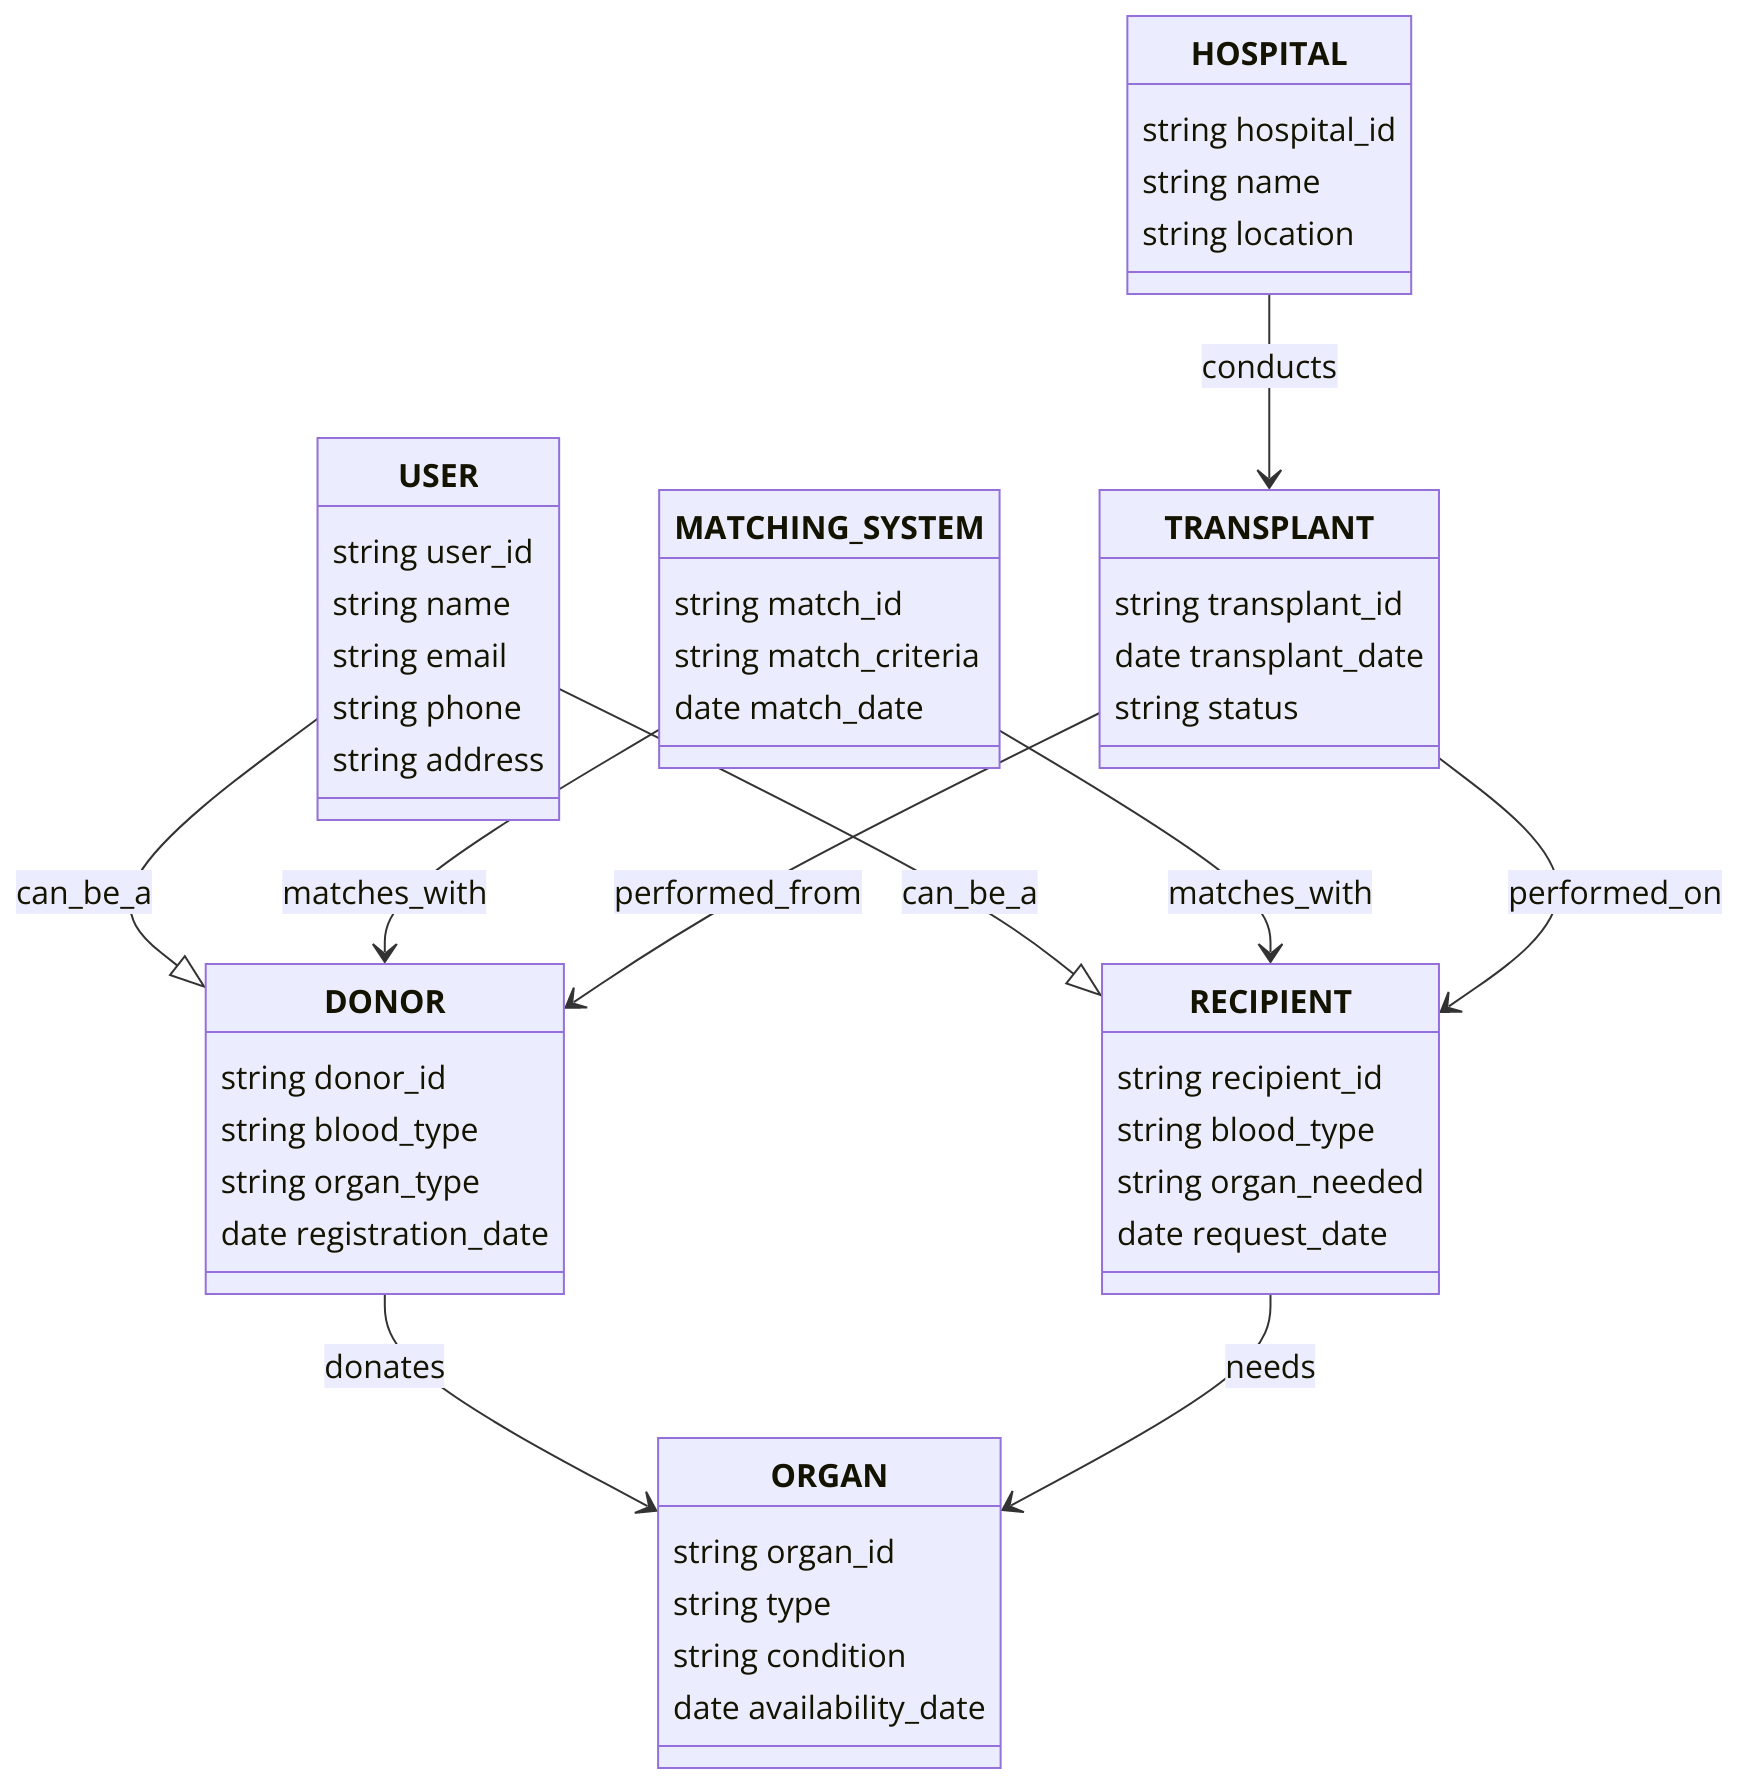 HOSPITAL
string hospital_id
string name
string location
conducts
USER
string user_id
string name
string email
string phone
string address
MATCHING_SYSTEM
string match_id
string match_criteria
date match_date
TRANSPLANT
string transplant_id
date transplant_date
string status
can_be_a
matches_with
performed_from
can_be_a
matches_with
performed_on
DONOR
string donor_id
string blood_type
string organ_type
date registration_date
RECIPIENT
string recipient_id
string blood_type
string organ_needed
date request_date
donates
needs
ORGAN
string organ_id
string type
string condition
date availability_date